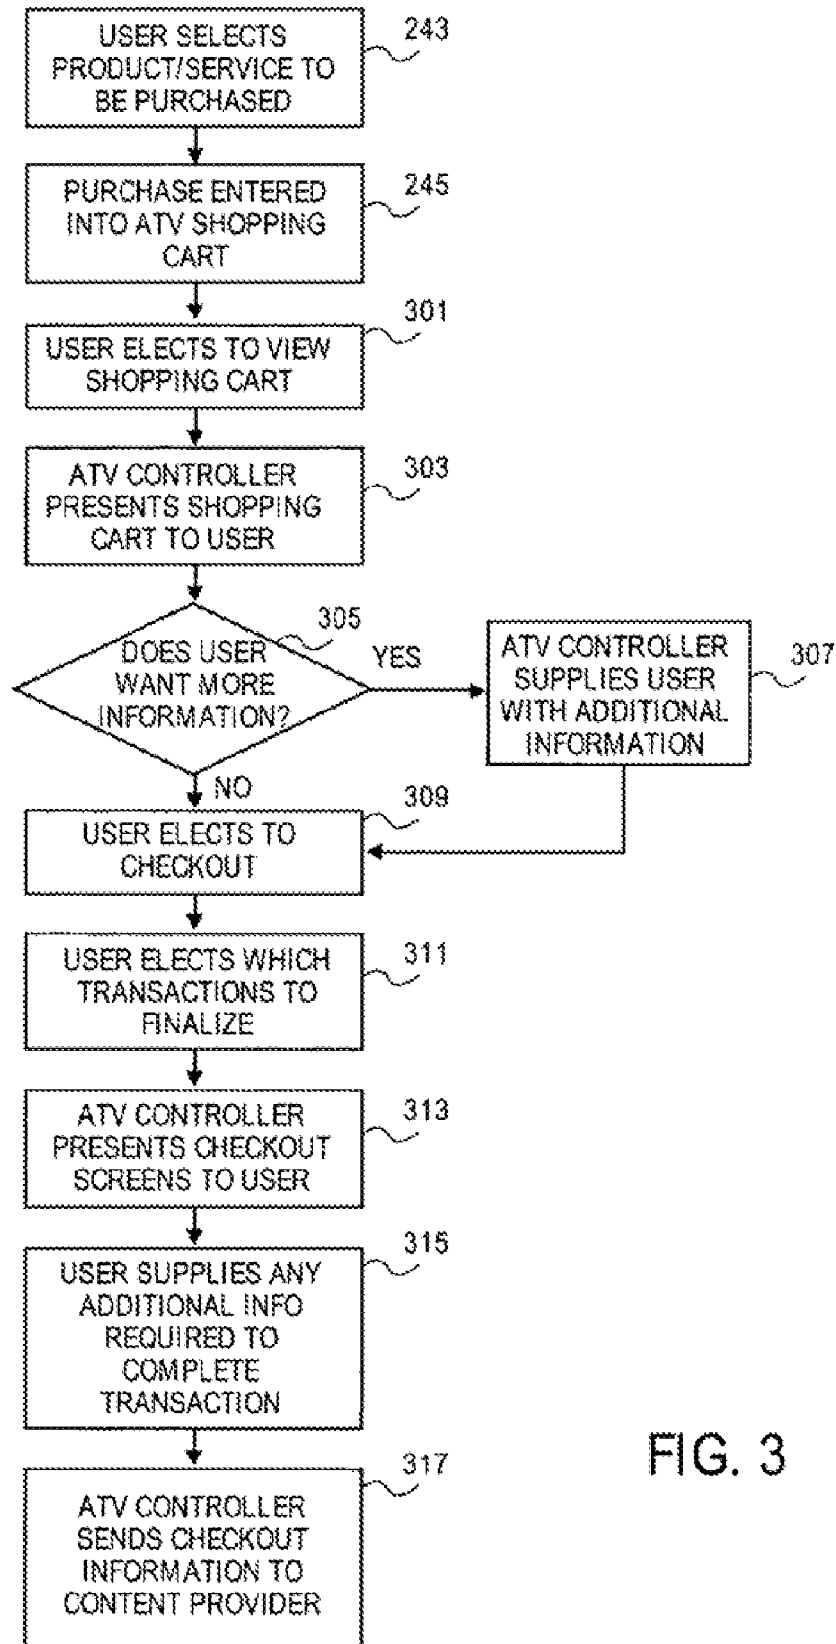 USER SELECTS
PRODUCT/SERVICE TO
BE PURCHASED
243
PURCHASE ENTERED
INTO ATV SHOPPING
CART
245
USER ELECTS TO VIEW
SHOPPING CART
301
ATV CONTROLLER
PRESENTS SHOPPING
CART TO USER
303
DOES USER
WANT MORE
INFORMATION?
305
YES
ATV CONTROLLER
SUPPLIES USER
WITH ADDITIONAL
INFORMATION
307
NO
USER ELECTS TO
CHECKOUT
309
USER ELECTS WHICH
TRANSACTIONS TO
FINALIZE
311
ATV CONTROLLER
PRESENTS CHECKOUT
SCREENS TO USER
313
USER SUPPLIES ANY
ADDITIONAL INFO
REQUIRED TO
COMPLETE
TRANSACTION
315
ATV CONTROLLER
SENDS CHECKOUT
INFORMATION TO
CONTENT PROVIDER
317
FIG. 3